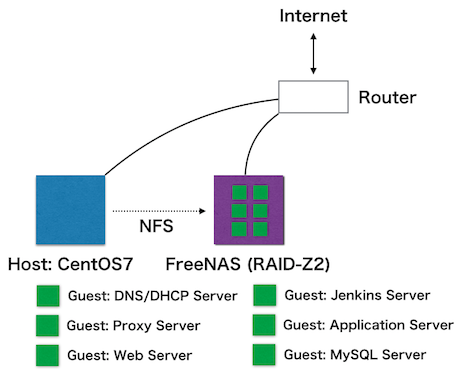 Internet
Router
NFS
Host: CentOS7
FreeNAS (RAID-Z2)
Guest: DNS/DHCP Server
Guest: Jenkins Server
Guest: Proxy Server
Guest: Application Server
Guest: Web Server
Guest: MySQL Server